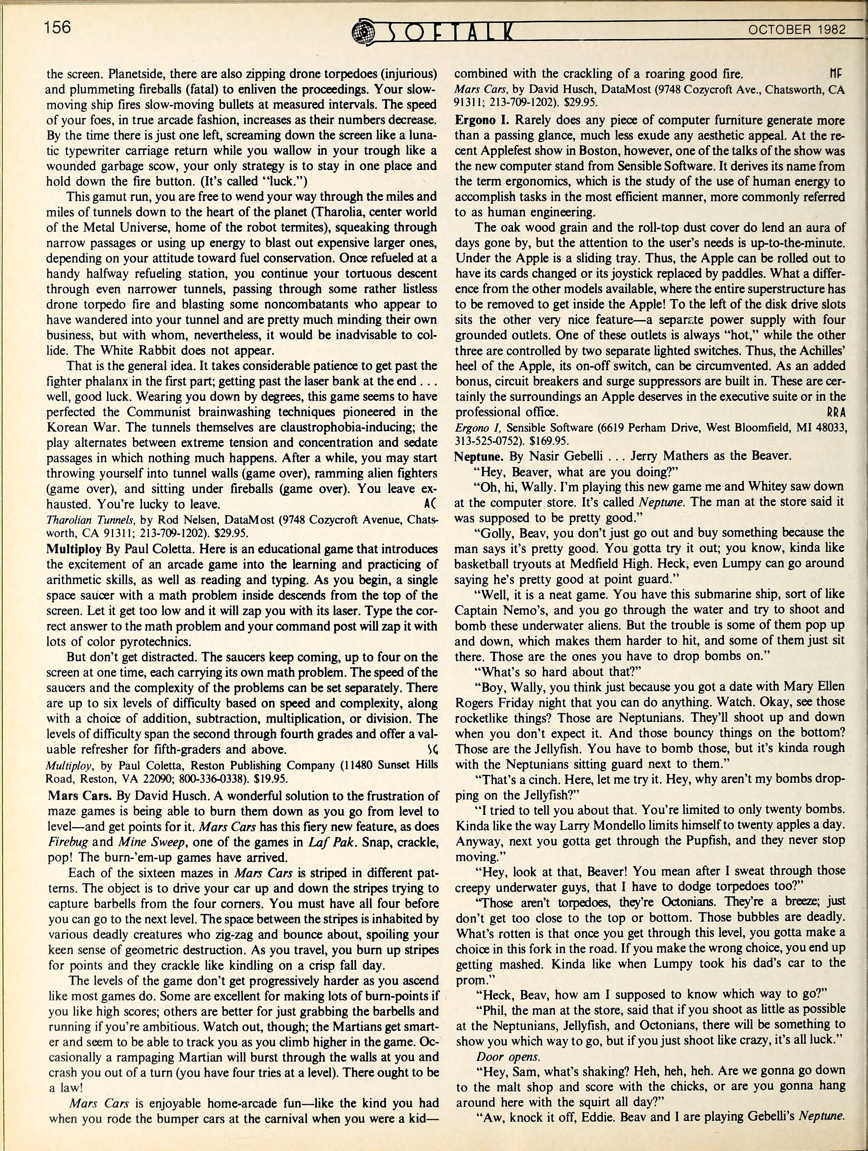 156
SOFTALK
OCTOBER 1982
the screen. Planetside, there are also zipping drone torpedoes (injurious)
and plummeting fireballs (fatal) to enliven the proceedings. Your slow-
moving ship fires slow-moving bullets at measured intervals. The speed
of your foes, in true arcade fashion, increases as their numbers decrease.
By the time there is just one left, screaming down the screen like a luna-
tic typewriter carriage return while you wallow in your trough like a
wounded garbage scow, your only strategy is to stay in one place and
hold down the fire button. (It's called "luck.")
This gamut run, you are free to wend your way through the miles and
miles of tunnels down to the heart of the planet (Tharolia, center world
of the Metal Universe, home of the robot termites), squeaking through
narrow passages or using up energy to blast out expensive larger ones,
depending on your attitude toward fuel conservation. Once refueled at a
handy halfway refueling station, you continue your tortuous descent
through even narrower tunnels, passing through some rather listless
drone torpedo fire and blasting some noncombatants who appear to
have wandered into your tunnel and are pretty much minding their own
business, but with whom, nevertheless, it would be inadvisable to col-
lide. The White Rabbit does not appear.
That is the general idea. It takes considerable patience to get past the
fighter phalanx in the first part; getting past the laser bank at the end . . .
well, good luck. Wearing you down by degrees, this game seems to have
perfected the Communist brainwashing techniques pioneered in the
Korean War. The tunnels themselves are claustrophobia-inducing; the
play alternates between extreme tension and concentration and sedate
passages in which nothing much happens. After a while, you may start
throwing yourself into tunnel walls (game over), ramming alien fighters
(game over), and sitting under fireballs (game over). You leave ex-
hausted. You're lucky to leave. AC
Tharolian Tunnels, by Rod Nelsen, DataMost (9748 Cozycroft Avenue, Chats-
worth, CA 91311; 213-709-1202). $29.95.
Multiploy By Paul Coletta. Here is an educational game that introduces
the excitement of an arcade game into the learning and practicing of
arithmetic skills, as well as reading and typing. As you begin, a single
space saucer with a math problem inside descends from the top of the
screen. Let it get too low and it will zap you with its laser. Type the cor-
rect answer to the math problem and your command post will zap it with
lots of color pyrotechnics.
But don't get distracted. The saucers keep coming, up to four on the
screen at one time, each carrying its own math problem. The speed of the
saucers and the complexity of the problems can be set separately. There
are up to six levels of difficulty based on speed and complexity, along
with a choice of addition, subtraction, multiplication, or division. The
levels of difficulty span the second through fourth grades and offer a val-
uable refresher for fifth-graders and above. SG
Multiploy, by Paul Coletta, Reston Publishing Company (11480 Sunset Hills
Road, Reston, VA 22090; 800-336-0338). $19.95.
Mars Cars. By David Husch. A wonderful solution to the frustration of
maze games is being able to burn them down as you go from level to
level—and get points for it. Mars Cars has this fiery new feature, as does
Firebug and Mine Sweep, one of the games in Laf Pak. Snap, crackle,
pop! The burn-'em-up games have arrived.
Each of the sixteen mazes in Mars Cars is striped in different pat-
terns. The object is to drive your car up and down the stripes trying to
capture barbells from the four corners. You must have all four before
you can go to the next level. The space between the stripes is inhabited by
various deadly creatures who zig-zag and bounce about, spoiling your
keen sense of geometric destruction. As you travel, you burn up stripes
for points and they crackle like kindling on a crisp fall day.
The levels of the game don't get progressively harder as you ascend
like most games do. Some are excellent for making lots of burn-points if
you like high scores; others are better for just grabbing the barbells and
running if you're ambitious. Watch out, though; the Martians get smart-
er and seem to be able to track you as you climb higher in the game. Oc-
casionally a rampaging Martian will burst through the walls at you and
crash you out of a turn (you have four tries at a level). There ought to be
a law!
Mars Cars is enjoyable home-arcade fun—like the kind you had
when you rode the bumper cars at the carnival when you were a kid—
combined with the crackling of a roaring good fire. MF
Mars Cars, by David Husch, DataMost (9748 Cozycroft Ave., Chatsworth, CA
91311; 213-709-1202). $29.95.
Ergono I. Rarely does any piece of computer furniture generate more
than a passing glance, much less exude any aesthetic appeal. At the re-
cent Applefest show in Boston, however, one of the talks of the show was
the new computer stand from Sensible Software. It derives its name from
the term ergonomics, which is the study of the use of human energy to
accomplish tasks in the most efficient manner, more commonly referred
to as human engineering.
The oak wood grain and the roll-top dust cover do lend an aura of
days gone by, but the attention to the user's needs is up-to-the-minute.
Under the Apple is a sliding tray. Thus, the Apple can be rolled out to
have its cards changed or its joystick replaced by paddles. What a differ-
ence from the other models available, where the entire superstructure has
to be removed to get inside the Apple! To the left of the disk drive slots
sits the other very nice feature—a separate power supply with four
grounded outlets. One of these outlets is always "hot," while the other
three are controlled by two separate lighted switches. Thus, the Achilles'
heel of the Apple, its on-off switch, can be circumvented. As an added
bonus, circuit breakers and surge suppressors are built in. These are cer-
tainly the surroundings an Apple deserves in the executive suite or in the
professional office. RRA
Ergono I, Sensible Software (6619 Perham Drive, West Bloomfield, MI 48033,
313-525-0752). $169.95.
Neptune. By Nasir Gebelli . . . Jerry Mathers as the Beaver.
"Hey, Beaver, what are you doing?"
"Oh, hi, Wally. I'm playing this new game me and Whitey saw down
at the computer store. It's called Neptune. The man at the store said it
was supposed to be pretty good."
"Golly, Beav, you don't just go out and buy something because the
man says it's pretty good. You gotta try it out; you know, kinda like
basketball tryouts at Medfield High. Heck, even Lumpy can go around
saying he's pretty good at point guard."
"Well, it is a neat game. You have this submarine ship, sort of like
Captain Nemo's, and you go through the water and try to shoot and
bomb these underwater aliens. But the trouble is some of them pop up
and down, which makes them harder to hit, and some of them just sit
there. Those are the ones you have to drop bombs on."
"What's so hard about that?"
"Boy, Wally, you think just because you got a date with Mary Ellen
Rogers Friday night that you can do anything. Watch. Okay, see those
rocketlike things? Those are Neptunians. They'll shoot up and down
when you don't expect it. And those bouncy things on the bottom?
Those are the Jellyfish. You have to bomb those, but it's kinda rough
with the Neptunians sitting guard next to them."
"That's a cinch. Here, let me try it. Hey, why aren't my bombs drop-
ping on the Jellyfish?"
"I tried to tell you about that. You're limited to only twenty bombs.
Kinda like the way Larry Mondello limits himself to twenty apples a day.
Anyway, next you gotta get through the Pupfish, and they never stop
moving."
"Hey, look at that, Beaver! You mean after I sweat through those
creepy underwater guys, that I have to dodge torpedoes too?"
"Those aren't torpedoes, they're Octonians. They're a breeze; just
don't get too close to the top or bottom. Those bubbles are deadly.
What's rotten is that once you get through this level, you gotta make a
choice in this fork in the road. If you make the wrong choice, you end up
getting mashed. Kinda like when Lumpy took his dad's car to the
prom."
"Heck, Beav, how am I supposed to know which way to go?"
"Phil, the man at the store, said that if you shoot as little as possible
at the Neptunians, Jellyfish, and Octonians, there will be something to
show you which way to go, but if you just shoot like crazy, it's all luck."
Door opens.
"Hey, Sam, what's shaking? Heh, heh, heh. Are we gonna go down
to the malt shop and score with the chicks, or are you gonna hang
around here with the squirt all day?"
"Aw, knock it off, Eddie. Beav and I are playing Gebelli's Neptune.